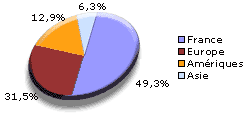 6,3%
12,9%
France
Europe
Amériques
Asie
31,5%
49,3%